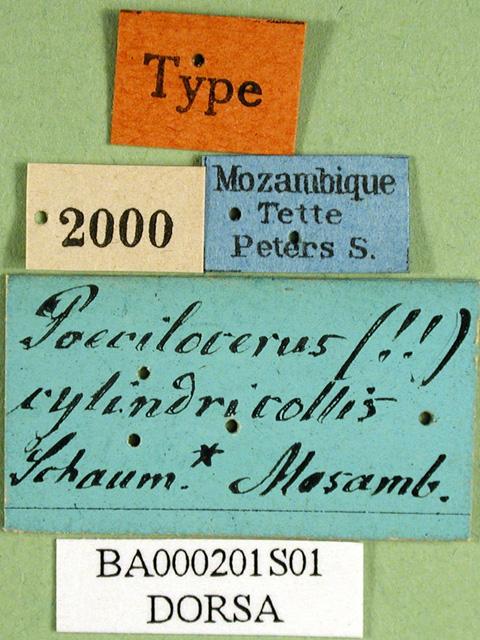 Type
2000
Mozambique
Tette
Peters S.
Poecilocerus (!!)
cylindricollis
Schaum.* Mosamb.
BA000201S01
DORSA